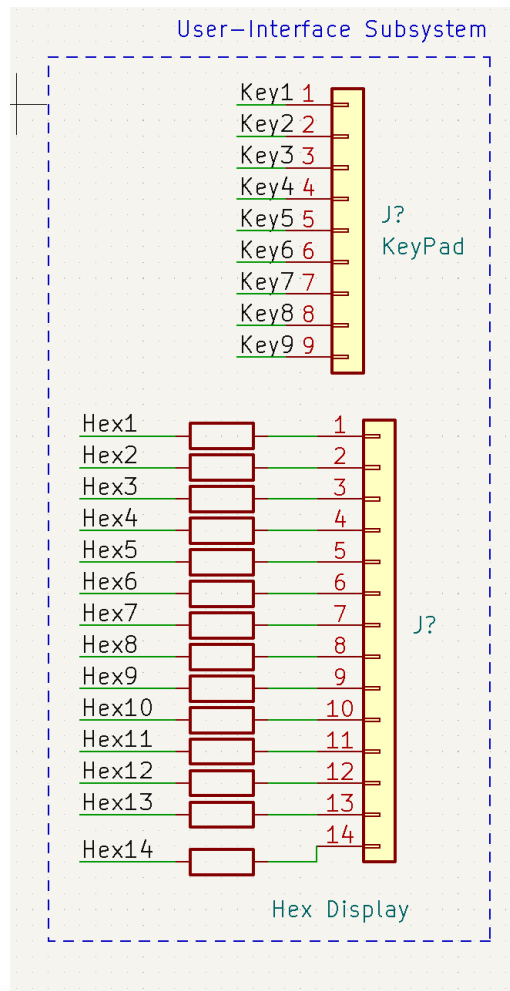 User-Interface Subsystem
Key1 1
Key2 2
Key3 3
Key4 4
Key5 5
Key6 6
Key7 7
Key8 8
Key9 9
J?
KeyPad
Hex1 1
Hex2 2
Hex3 3
Hex4 4
Hex5 5
Hex6 6
Hex7 7
Hex8 8
Hex9 9
Hex10 10
Hex11 11
Hex12 12
Hex13 13
Hex14 14
J?
Hex Display